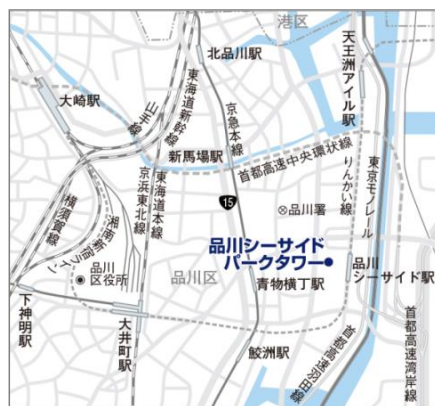 港区
北品川駅
天王洲アイル駅
大崎駅
山手線
東海道新幹線
京急本線
新馬場駅
首都高速中央環状線
りんかい線
東京モノレール
東海道本線
京浜東北線
15
品川署
横須賀線
湘南新宿ライン
品川シーサイド
パークタワー
品川
区役所
品川区
青物横丁駅
品川
シーサイド駅
下神明駅
大井町駅
鮫洲駅
首都高速羽田線
首都高速湾岸線